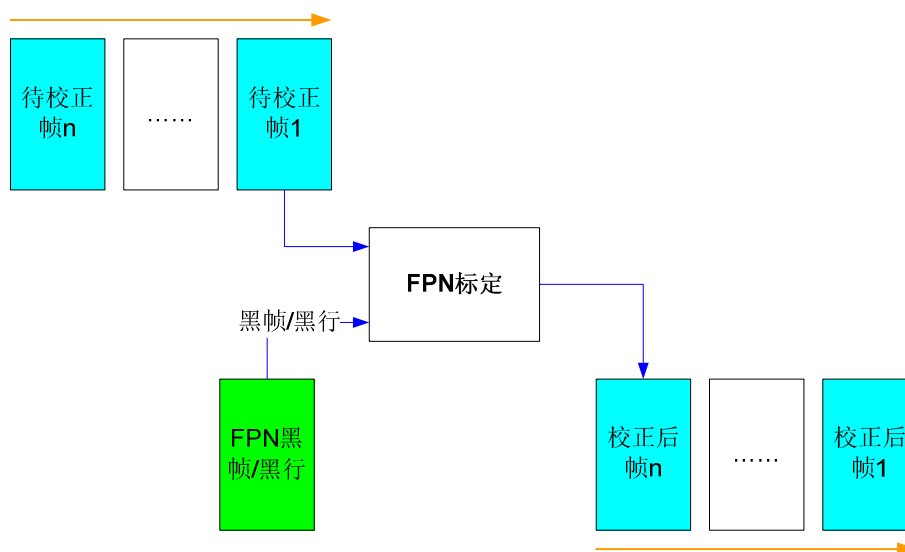 待校正
帧n
……
待校正
帧1
FPN标定
黑帧/黑行
FPN黑
帧/黑行
校正后
帧n
……
校正后
帧1